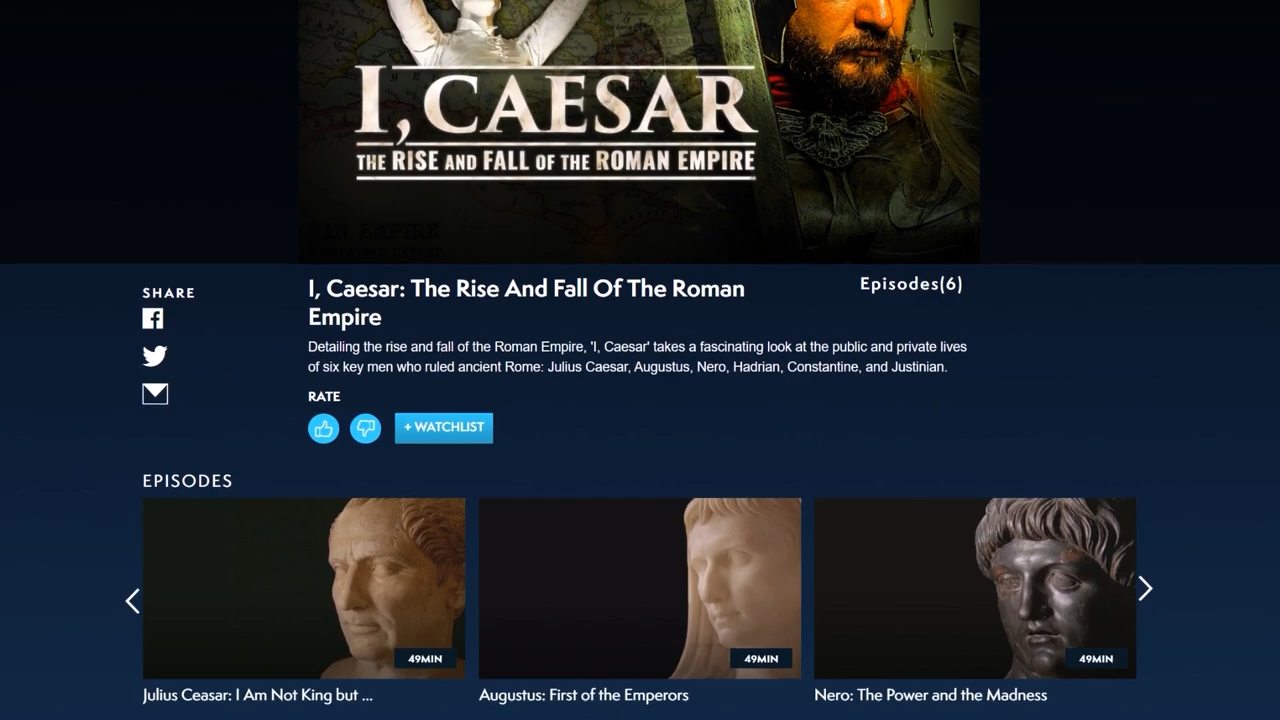 I, CAESAR
THE RISE AND FALL OF THE ROMAN EMPIRE
SHARE
I, Caesar: The Rise And Fall Of The Roman
Empire
Episodes(6)
Detailing the rise and fall of the Roman Empire, 'I, Caesar' takes a fascinating look at the public and private lives
of six key men who ruled ancient Rome: Julius Caesar, Augustus, Nero, Hadrian, Constantine, and Justinian.
RATE
+ WATCHLIST
EPISODES
49MIN
49MIN
49MIN
Julius Ceasar: I Am Not King but ...
Augustus: First of the Emperors
Nero: The Power and the Madness